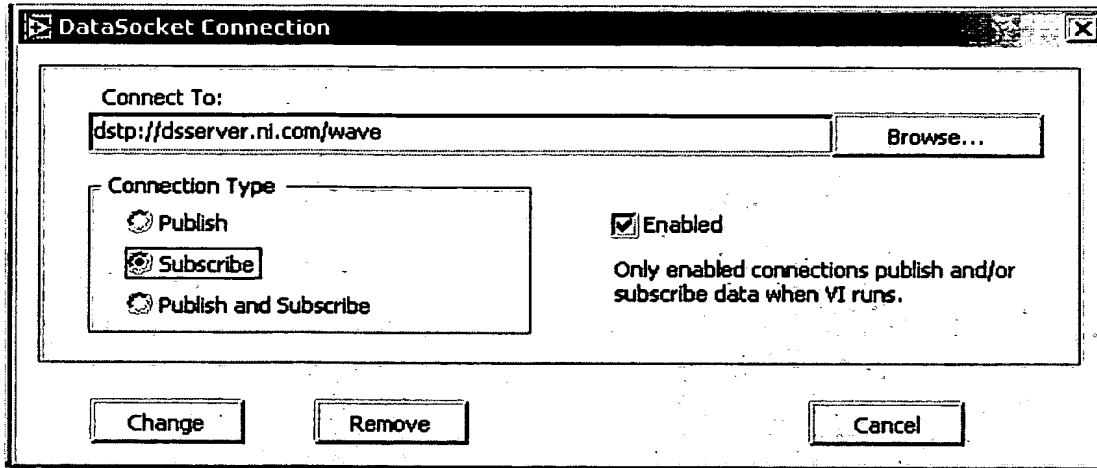 DataSocket Connection
Connect To:
dstp://dsserver.ni.com/wave
Browse...
Connection Type
Publish
Subscribe
Publish and Subscribe
Enabled
Only enabled connections publish and/or
subscribe data when VI runs.
Change
Remove
Cancel